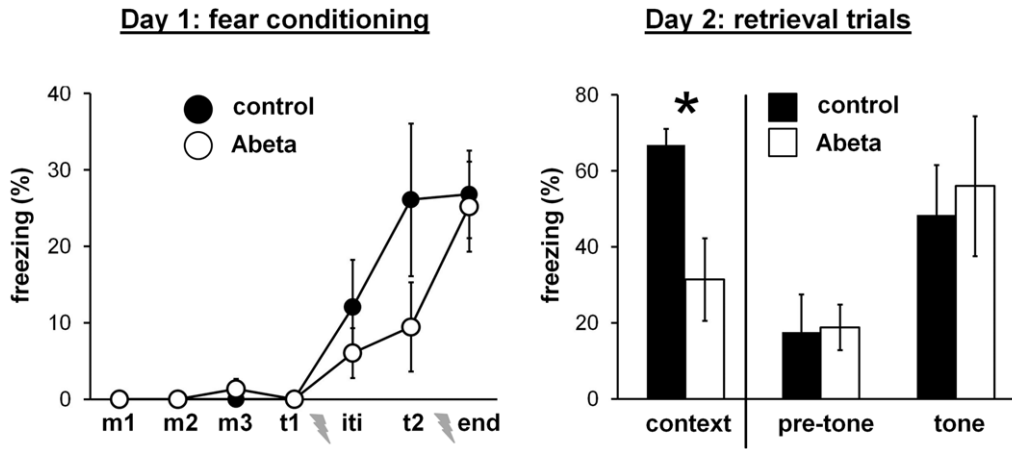 Day 1: fear conditioning
40
30
20
10
0
freezing (%)
control
Abeta
m1 m2 m3 t1 iti t2 end
Day 2: retrieval trials
80
60
40
20
0
freezing (%)
*
control
Abeta
context pre-tone tone